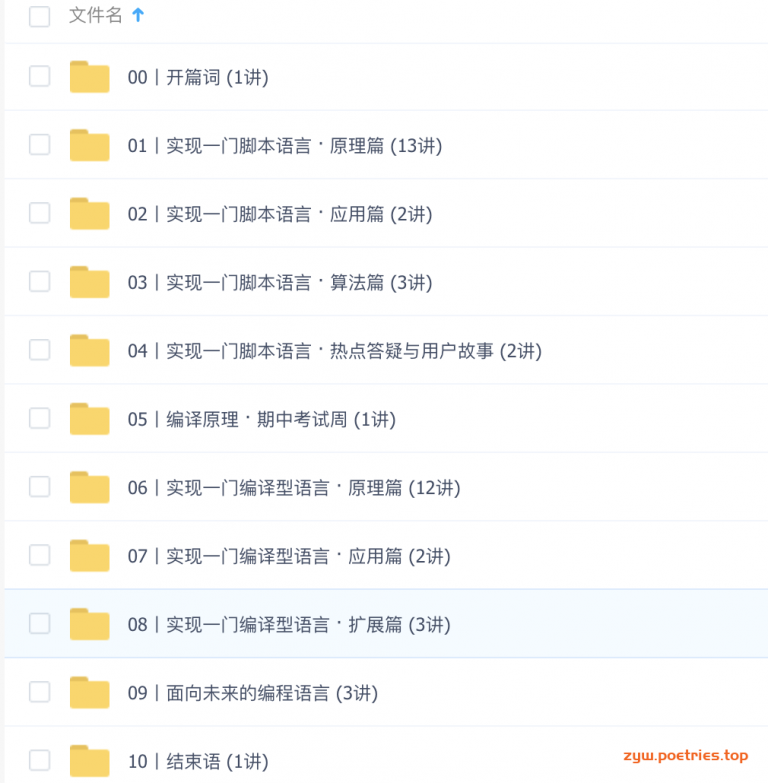 文件名
00丨开篇词 (1讲)
01丨实现一门脚本语言 · 原理篇 (13讲)
02丨实现一门脚本语言 · 应用篇 (2讲)
03丨实现一门脚本语言 · 算法篇 (3讲)
04丨实现一门脚本语言 · 热点答疑与用户故事 (2讲)
05丨编译原理 · 期中考试周 (1讲)
06丨实现一门编译型语言 · 原理篇 (12讲)
07丨实现一门编译型语言 · 应用篇 (2讲)
08丨实现一门编译型语言 · 扩展篇 (3讲)
09丨面向未来的编程语言 (3讲)
10丨结束语 (1讲)
zyw.poetries.top